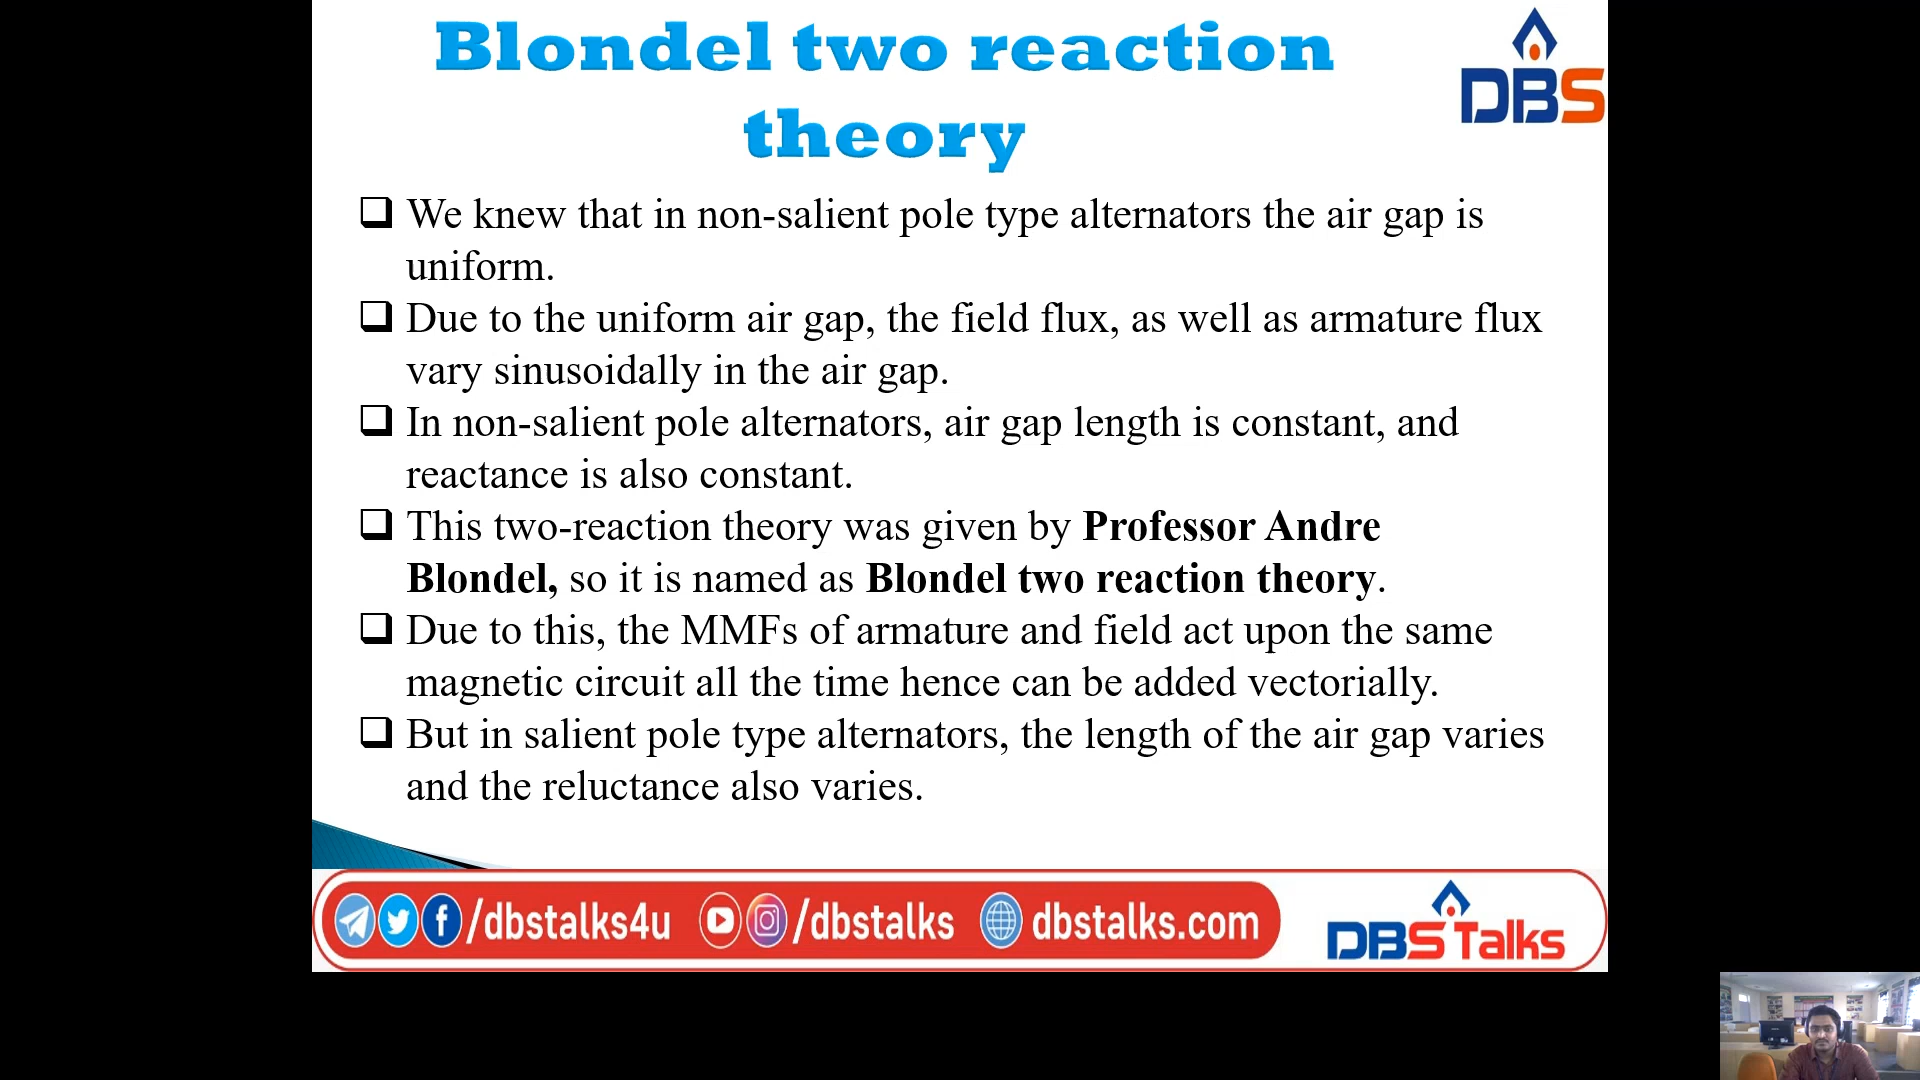 Blondel two reaction
theory
DBS
We knew that in non-salient pole type alternators the air gap is
uniform.
Due to the uniform air gap, the field flux, as well as armature flux
vary sinusoidally in the air gap.
In non-salient pole alternators, air gap length is constant, and
reactance is also constant.
This two-reaction theory was given by Professor Andre
Blondel, so it is named as Blondel two reaction theory.
Due to this, the MMFs of armature and field act upon the same
magnetic circuit all the time hence can be added vectorially.
But in salient pole type alternators, the length of the air gap varies
and the reluctance also varies.
/dbstalks4u /dbstalks dbstalks.com
DBS Talks